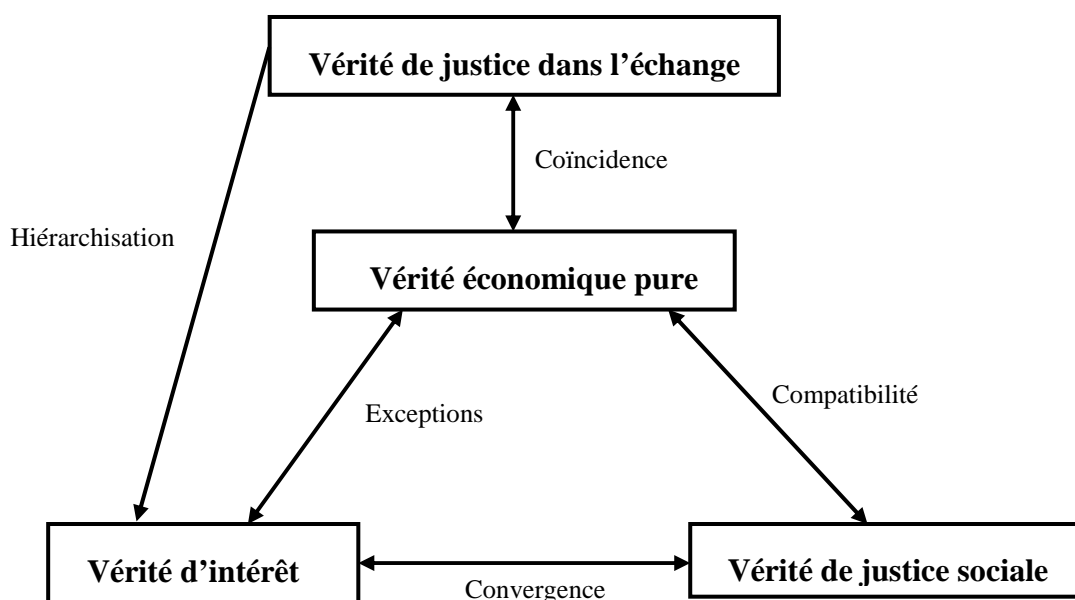 Vérité de justice dans l’échange
Coïncidence
Hiérarchisation
Vérité économique pure
Exceptions
Compatibilité
Vérité d’intérêt
Convergence
Vérité de justice sociale